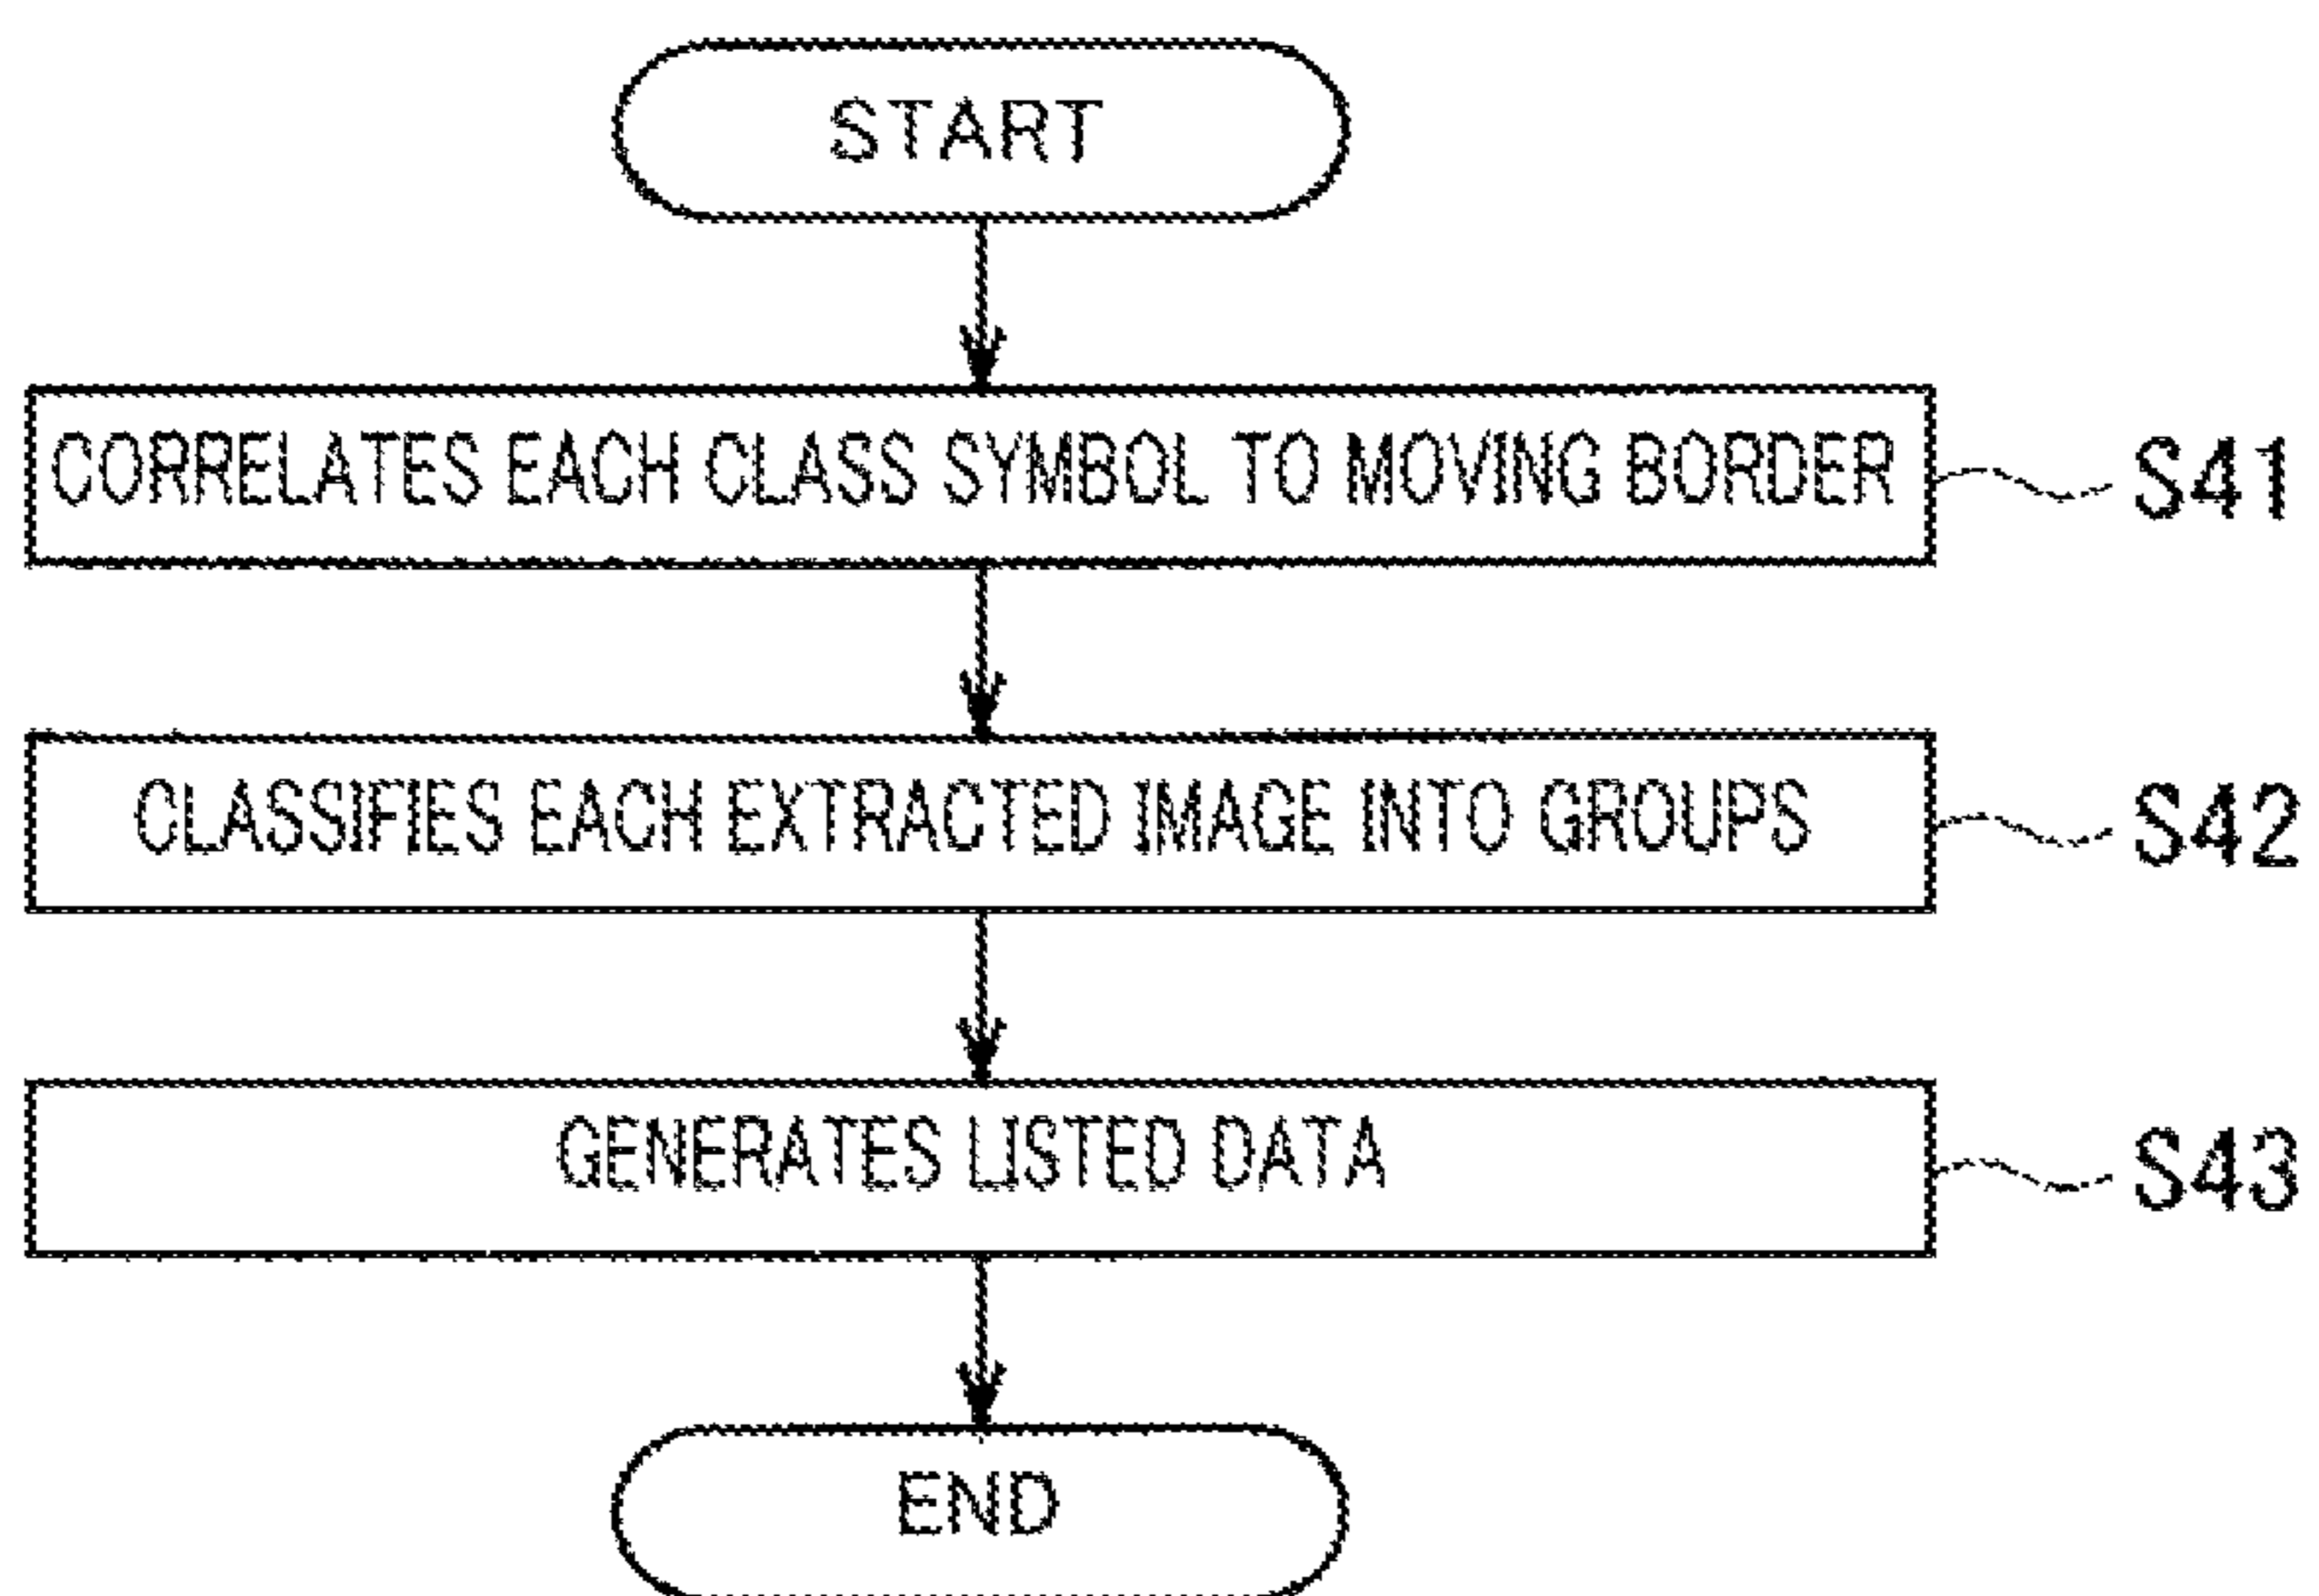 START
CORRELATES EACH CLASS SYMBOL TO MOVING BORDER S41
CLASSIFIES EACH EXTRACTED IMAGE INTO GROUPS S42
GENERATES LISTED DATA S43
END